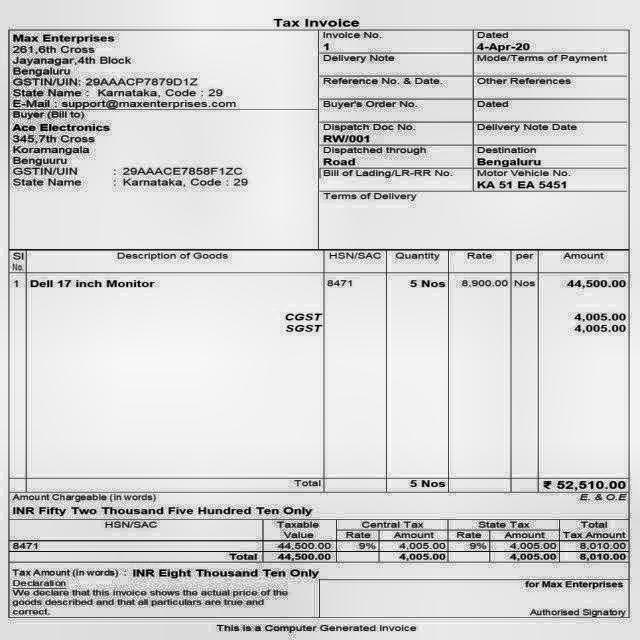 Tax Invoice
Max Enterprises
261,6th Cross
Jayanagar,4th Block
Bengaluru
GSTIN/UIN: 29AAACP7879D1Z
State Name : Karnataka, Code : 29
E-Mail : support@maxenterprises.com
Buyer (Bill to)
Ace Electronics
345,7th Cross
Koramangala
Benguuru
GSTIN/UIN : 29AAACE7858F1ZC
State Name : Karnataka, Code : 29
Invoice No. Dated
1 4-Apr-20
Delivery Note Mode/Terms of Payment
Reference No. & Date. Other References
Buyer's Order No. Dated
Dispatch Doc No. Delivery Note Date
RW/001
Dispatched through Destination
Road Bengaluru
Bill of Lading/LR-RR No. Motor Vehicle No.
KA 51 EA 5451
Terms of Delivery
Sl No. Description of Goods HSN/SAC Quantity Rate per Amount
1 Dell 17 inch Monitor 8471 5 Nos 8,900.00 Nos 44,500.00
CGST 4,005.00
SGST 4,005.00
Total 5 Nos ₹ 52,510.00
Amount Chargeable (in words) E. & O.E
INR Fifty Two Thousand Five Hundred Ten Only
HSN/SAC Taxable Central Tax State Tax Total
Value Rate Amount Rate Amount Tax Amount
8471 44,500.00 9% 4,005.00 9% 4,005.00 8,010.00
Total 44,500.00 4,005.00 4,005.00 8,010.00
Tax Amount (in words) : INR Eight Thousand Ten Only
Declaration
We declare that this invoice shows the actual price of the
goods described and that all particulars are true and
correct.
for Max Enterprises
Authorised Signatory
This is a Computer Generated Invoice